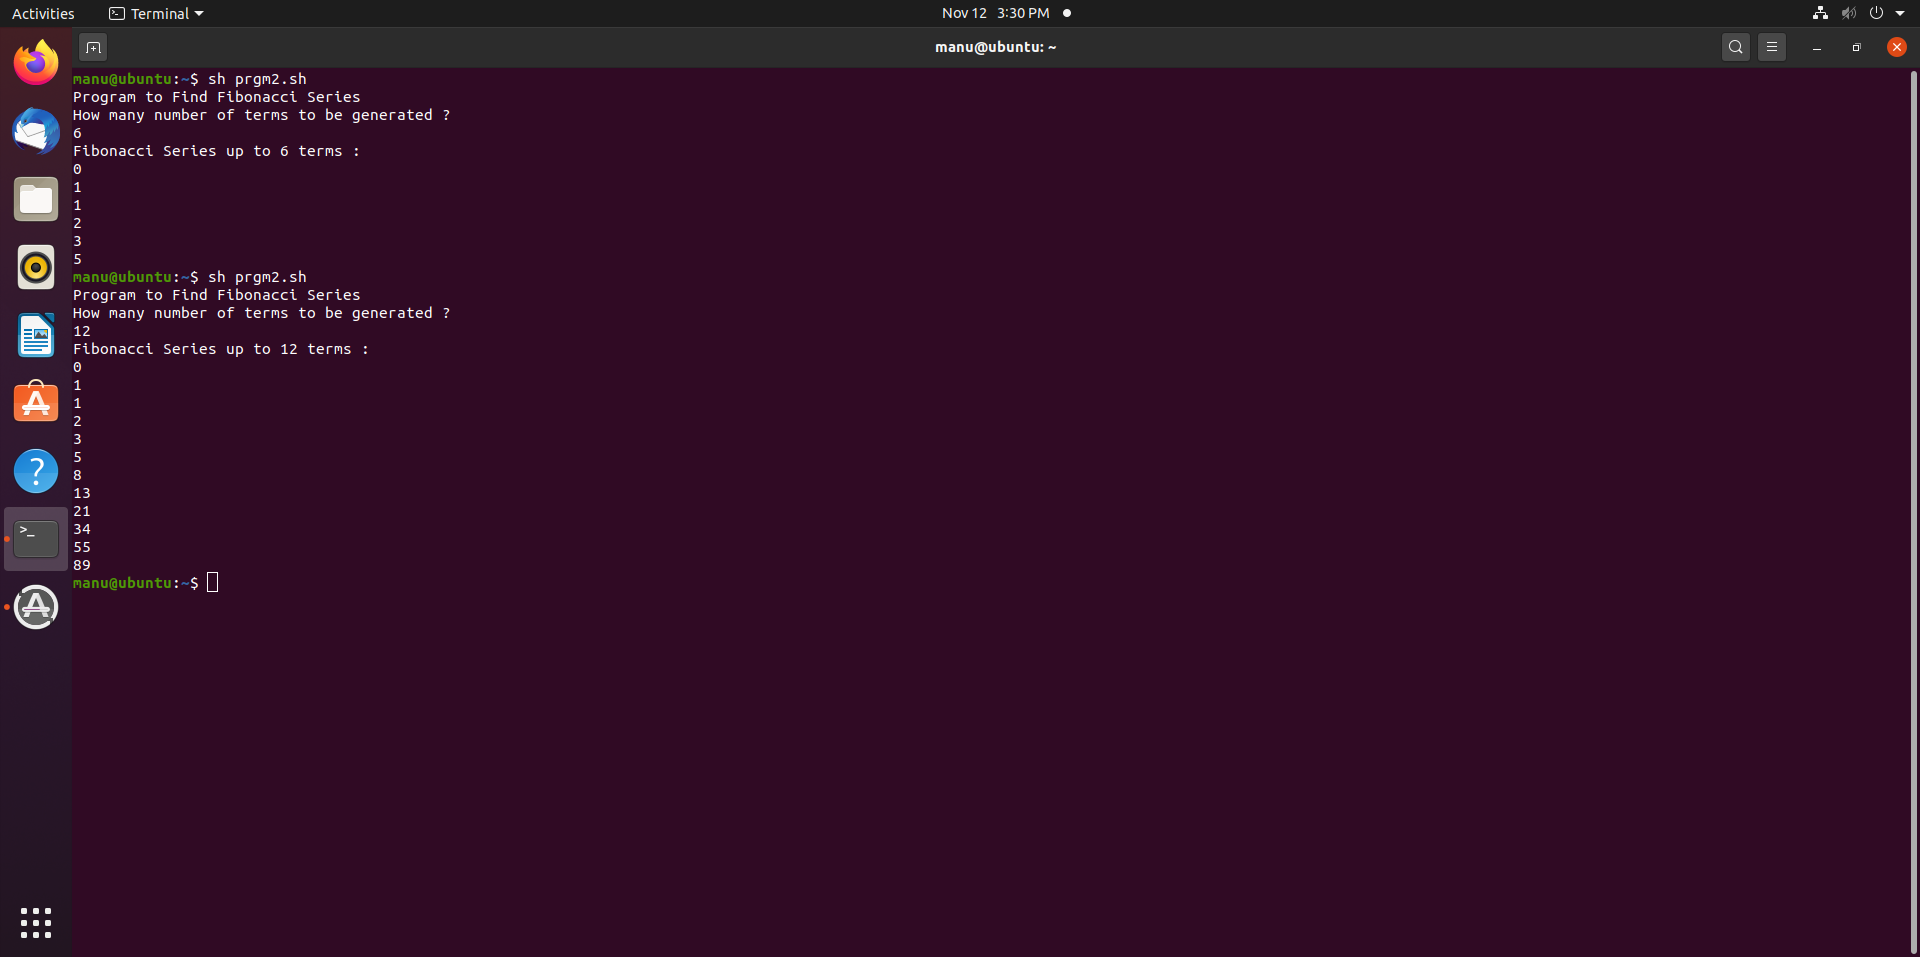 Activities
Terminal
Nov 12 3:30 PM
manu@ubuntu: ~
manu@ubuntu:~$ sh prgm2.sh
Program to Find Fibonacci Series
How many number of terms to be generated ?
6
Fibonacci Series up to 6 terms :
0
1
1
2
3
5
manu@ubuntu:~$ sh prgm2.sh
Program to Find Fibonacci Series
How many number of terms to be generated ?
12
Fibonacci Series up to 12 terms :
0
1
1
2
3
5
8
13
21
34
55
89
manu@ubuntu:~$